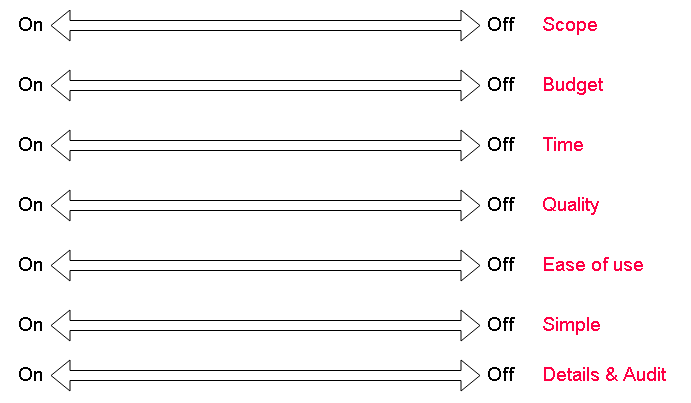 On Off Scope
On Off Budget
On Off Time
On Off Quality
On Off Ease of use
On Off Simple
On Off Details & Audit